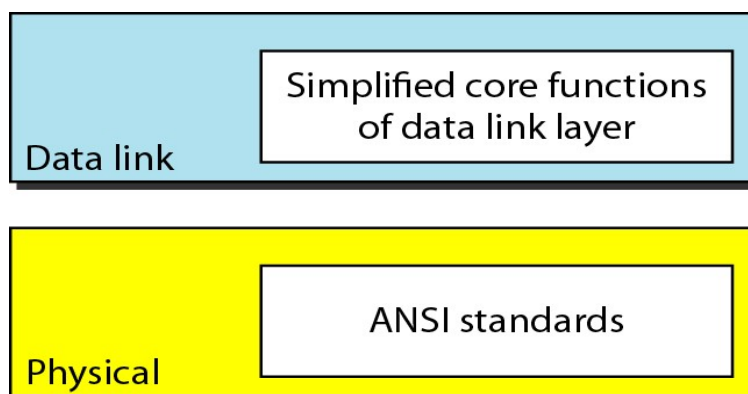 Simplified core functions
of data link layer
Data link
ANSI standards
Physical